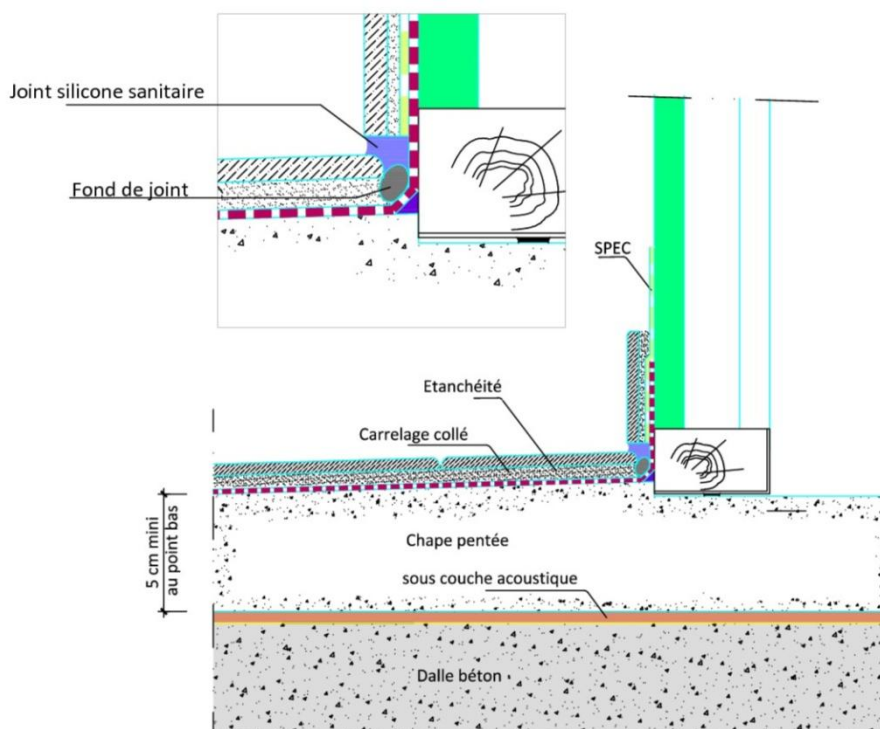 Joint silicone sanitaire
Fond de joint
SPEC
Etanchéité
Carrelage collé
5 cm mini
au point bas
Chape pentée
sous couche acoustique
Dalle béton